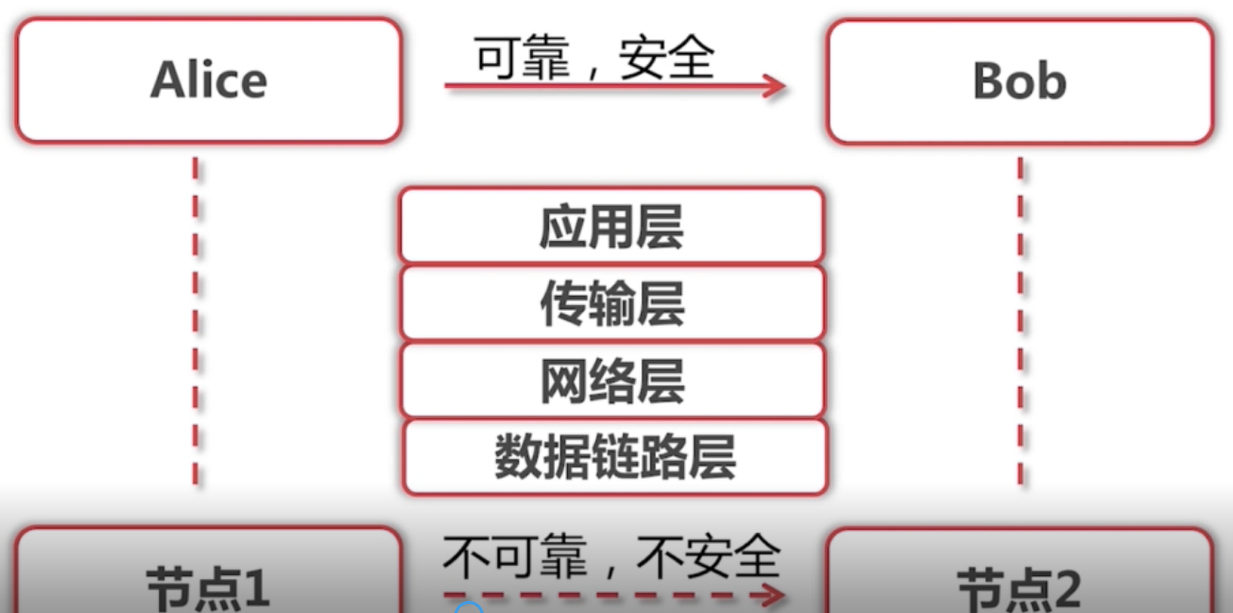 Alice
可靠，安全
Bob
应用层
传输层
网络层
数据链路层
不可靠，不安全
节点1
节点2